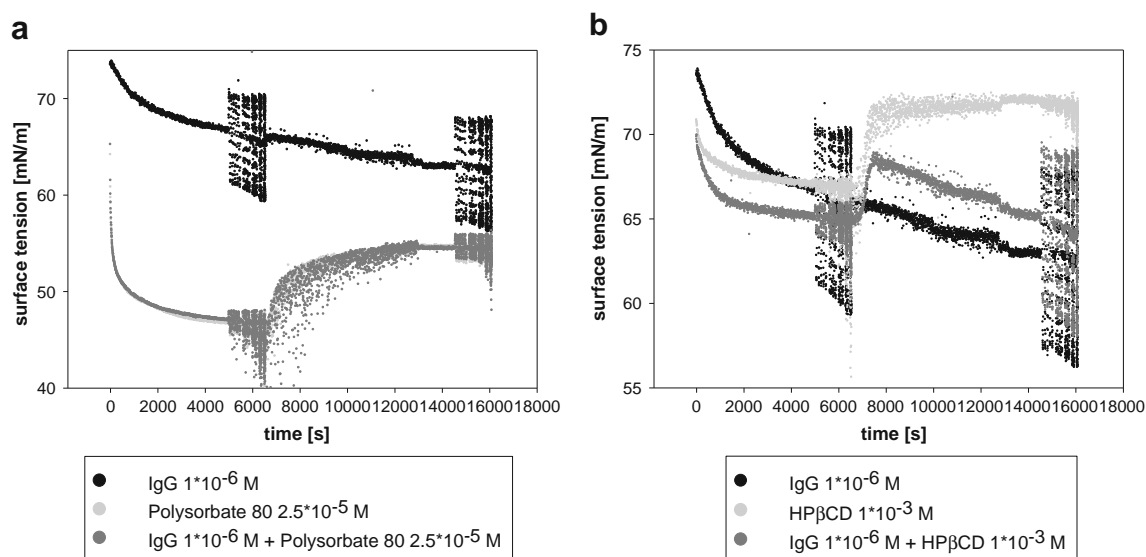 a
surface tension [mN/m]
70
60
50
40
0 2000 4000 6000 8000 10000 12000 14000 16000 18000
time [s]
IgG 1*10-6 M
Polysorbate 80 2.5*10-5 M
IgG 1*10-6 M + Polysorbate 80 2.5*10-5 M
b
surface tension [mN/m]
75
70
65
60
55
0 2000 4000 6000 8000 10000 12000 14000 16000 18000
time [s]
IgG 1*10-6 M
HPβCD 1*10-3 M
IgG 1*10-6 M + HPβCD 1*10-3 M